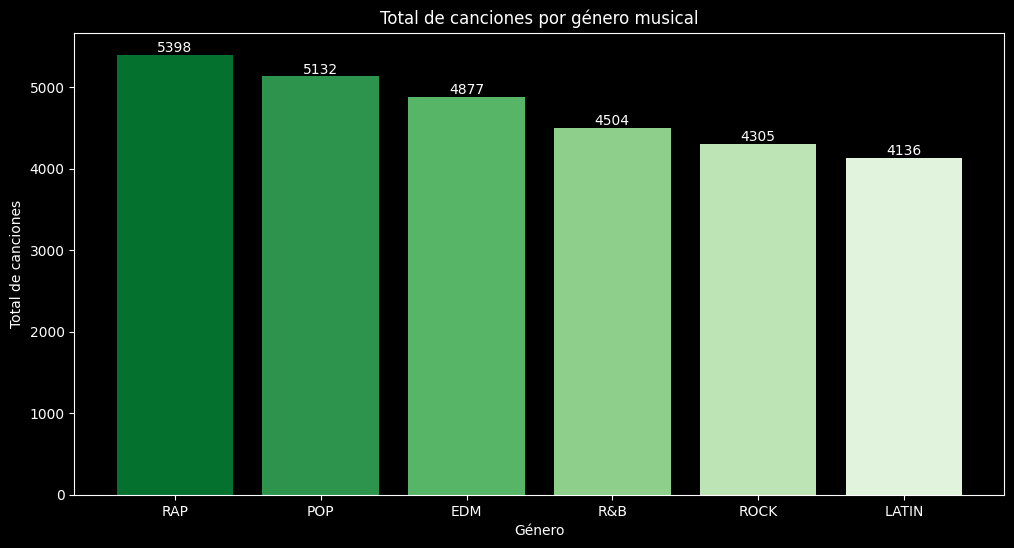 Total de canciones por género musical
5398
5132
4877
4504
4305
4136
Total de canciones
5000
4000
3000
2000
1000
0
RAP
POP
EDM
R&B
ROCK
LATIN
Género